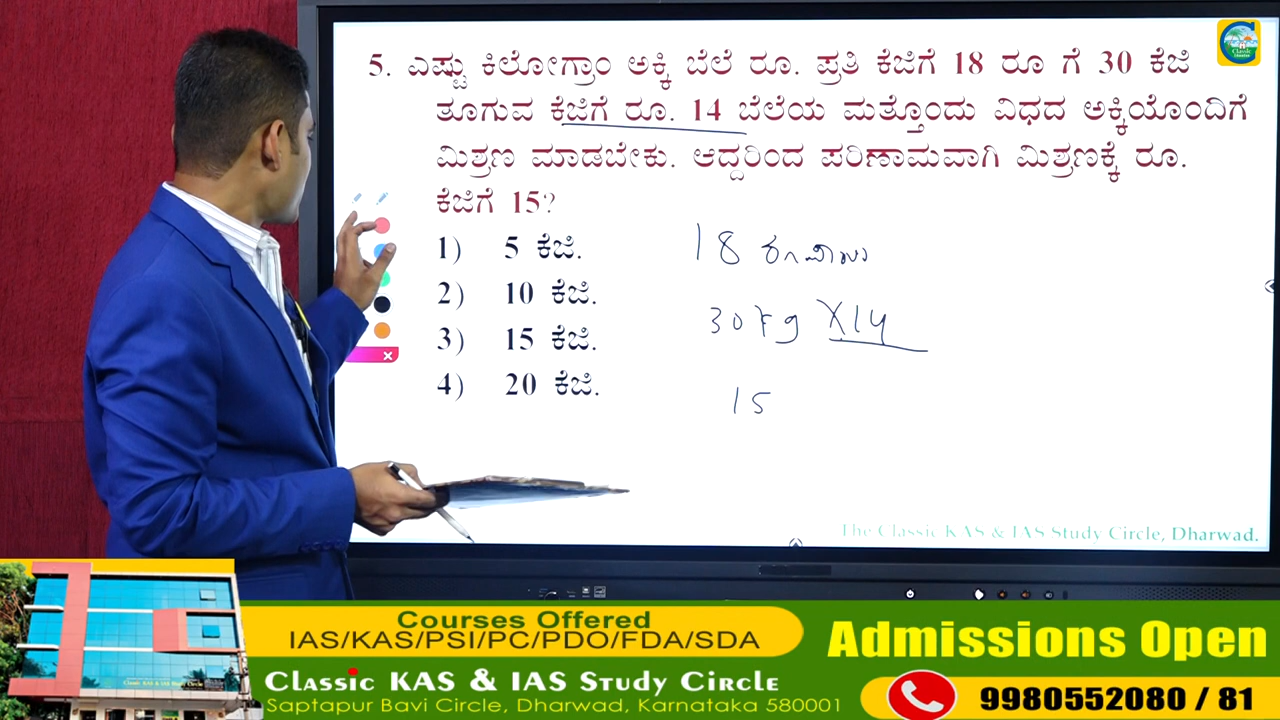 5. ಎಷ್ಟು ಕಿಲೋಗ್ರಾಂ ಅಕ್ಕಿ ಬೆಲೆ ರೂ. ಪ್ರತಿ ಕೆಜಿಗೆ 18 ರೂ ಗೆ 30 ಕೆಜಿ
ತೂಗುವ ಕೆಜಿಗೆ ರೂ. 14 ಬೆಲೆಯ ಮತ್ತೊಂದು ವಿಧದ ಅಕ್ಕಿಯೊಂದಿಗೆ
ಮಿಶ್ರಣ ಮಾಡಬೇಕು. ಆದ್ದರಿಂದ ಪರಿಣಾಮವಾಗಿ ಮಿಶ್ರಣಕ್ಕೆ ರೂ.
ಕೆಜಿಗೆ 15?
1) 5 ಕೆಜಿ.
2) 10 ಕೆಜಿ.
3) 15 ಕೆಜಿ.
4) 20 ಕೆಜಿ.
18
30 kg X14
15
The Classic KAS & IAS Study Circle, Dharwad.
Courses Offered
IAS/KAS/PSI/PC/PDO/FDA/SDA
Classic KAS & IAS Study Circle
Saptapur Bavi Circle, Dharwad, Karnataka 580001
Admissions Open
9980552080 / 81